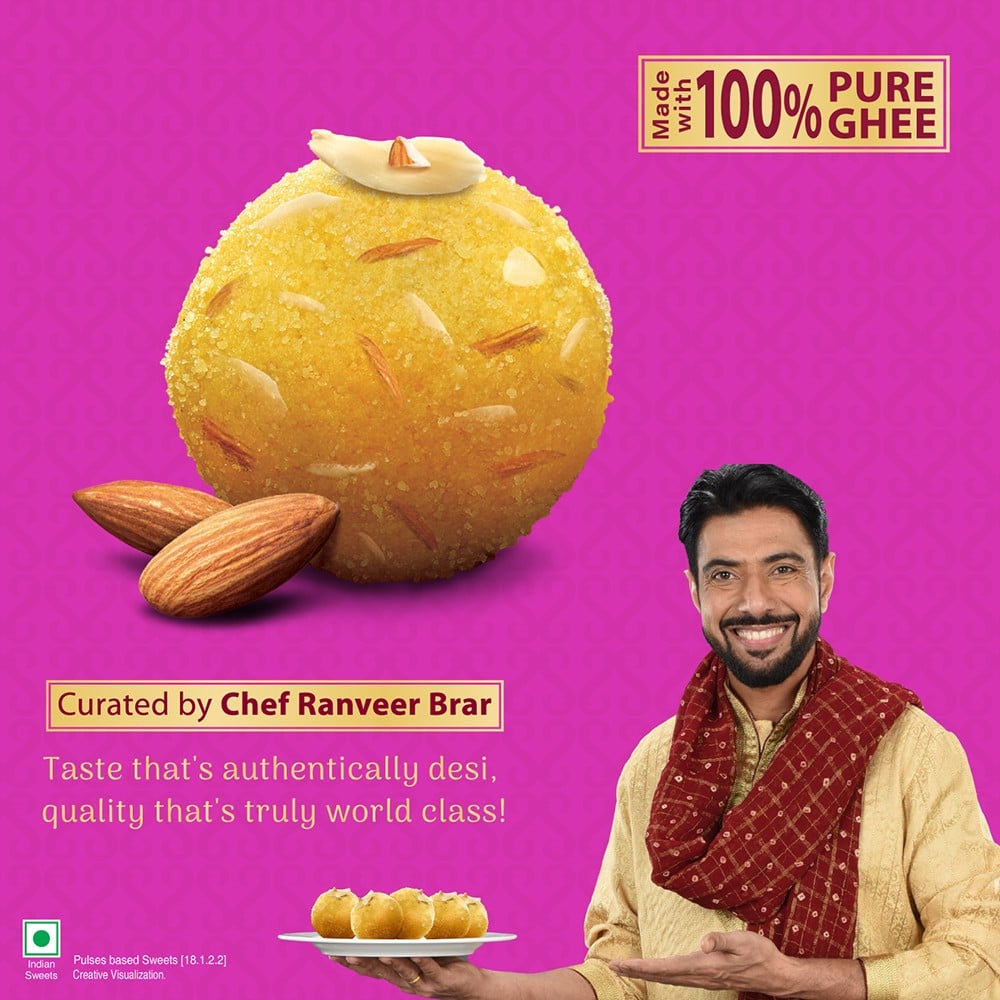 Made with 100% PURE GHEE
Curated by Chef Ranveer Brar
Taste that's authentically desi,
quality that's truly world class!
Indian
Sweets
Pulses based Sweets [18.1.2.2]
Creative Visualization.